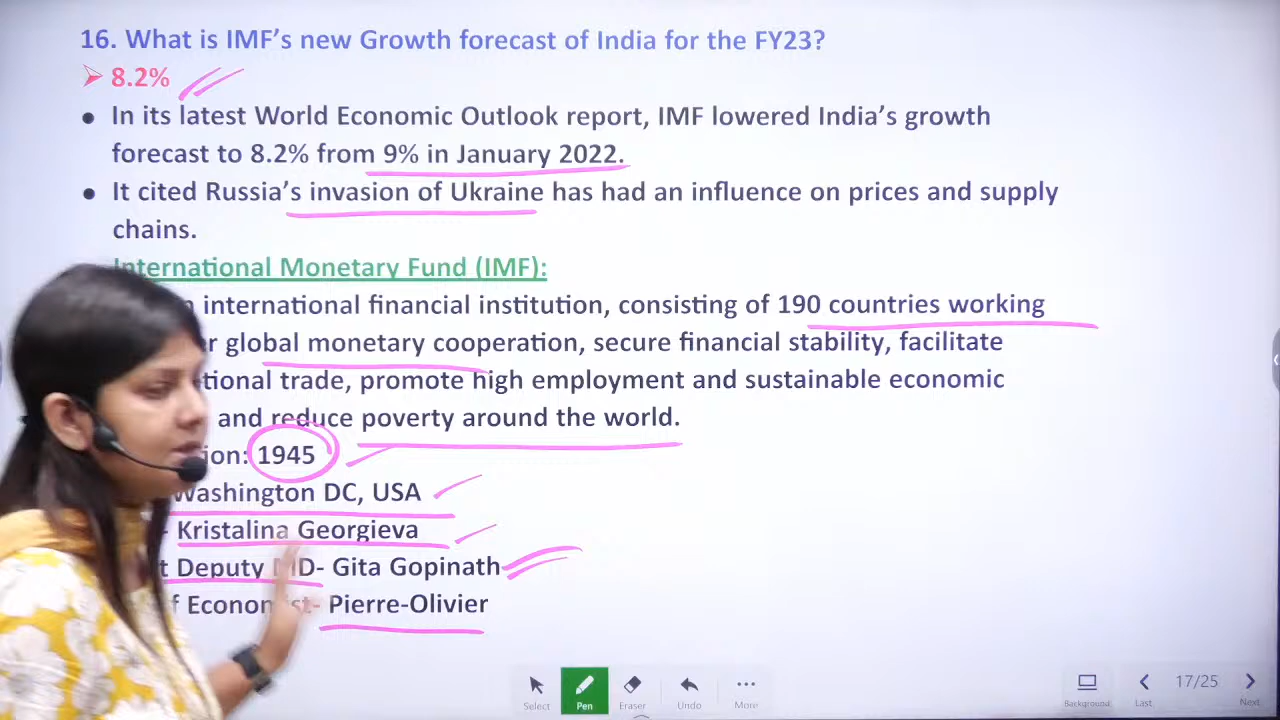 16. What is IMF's new Growth forecast of India for the FY23?
➢ 8.2%
• In its latest World Economic Outlook report, IMF lowered India's growth
forecast to 8.2% from 9% in January 2022.
• It cited Russia's invasion of Ukraine has had an influence on prices and supply
chains.
International Monetary Fund (IMF):
international financial institution, consisting of 190 countries working
global monetary cooperation, secure financial stability, facilitate
tional trade, promote high employment and sustainable economic
and reduce poverty around the world.
ion: 1945
Washington DC, USA
- Kristalina Georgieva
t Deputy MD- Gita Gopinath
f Economist- Pierre-Olivier
Select
Pen
Eraser
Undo
More
Background
Last
17/25
Next